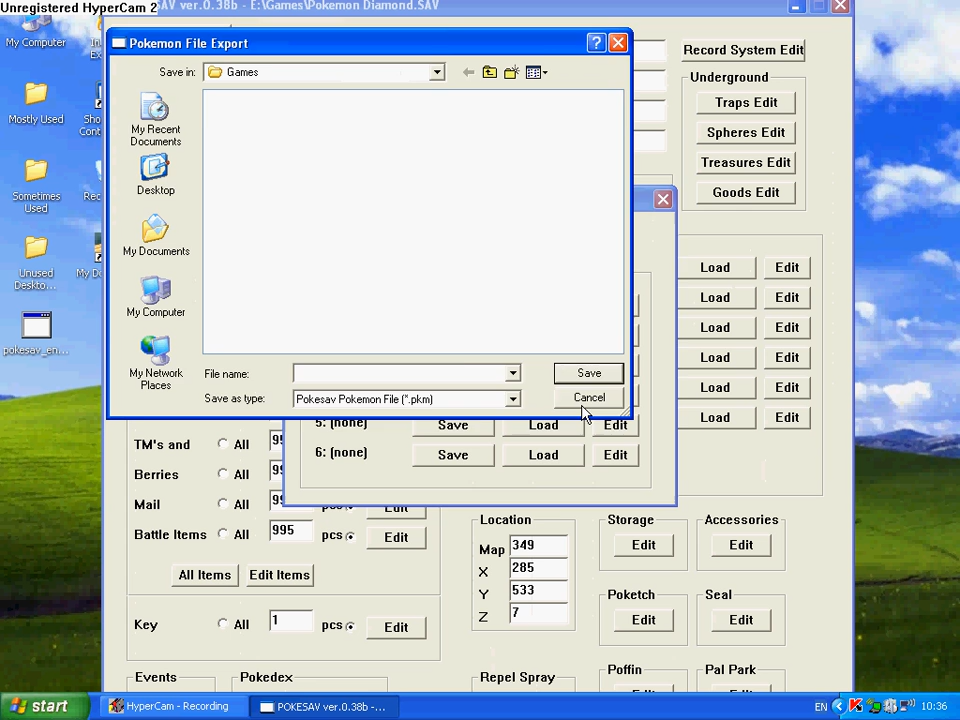 Unregistered HyperCam 2
SAV ver.0.38b - E:\Games\Pokemon Diamond.SAV
Pokemon File Export
Save in:
Games
My Recent
Documents
Desktop
My Documents
My Computer
My Network
Places
File name:
Save
Save as type:
Pokesav Pokemon File (*.pkm)
Cancel
My Computer
Mostly Used
Sometimes
Used
Unused
Deskto...
pokesav_en...
Record System Edit
Underground
Traps Edit
Spheres Edit
Treasures Edit
Goods Edit
Load Edit
Load Edit
Load Edit
Load Edit
Load Edit
Load Edit
5: (none) Save Load Edit
6: (none) Save Load Edit
TM's and All
Berries All
Mail All
Edit
Battle Items All 995 pcs Edit
All Items Edit Items
Key All 1 pcs Edit
Location
Map 349
X 285
Y 533
Z 7
Storage
Edit
Accessories
Edit
Poketch
Edit
Seal
Edit
Events
Pokedex
Repel Spray
Poffin
Pal Park
start
HyperCam - Recording
POKESAV ver.0.38b -...
EN
10:36